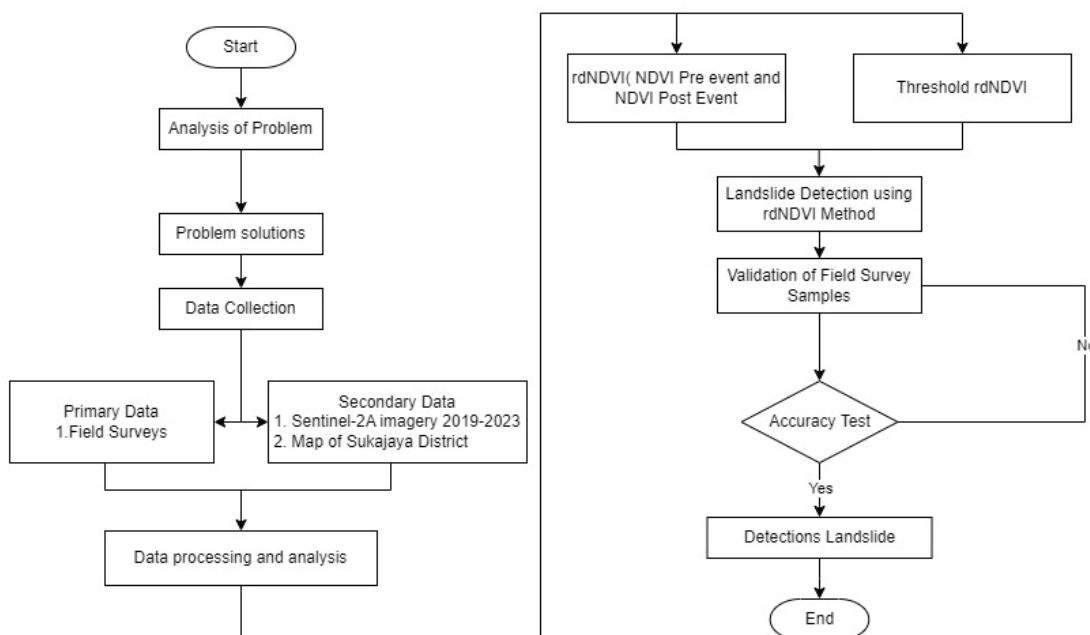 Start
Analysis of Problem
Problem solutions
Data Collection
Primary Data
1.Field Surveys
Secondary Data
1. Sentinel-2A imagery 2019-2023
2. Map of Sukajaya District
Data processing and analysis
rdNDVI( NDVI Pre event and
NDVI Post Event
Threshold rdNDVI
Landslide Detection using
rdNDVI Method
Validation of Field Survey
Samples
No
Accuracy Test
Yes
Detections Landslide
End